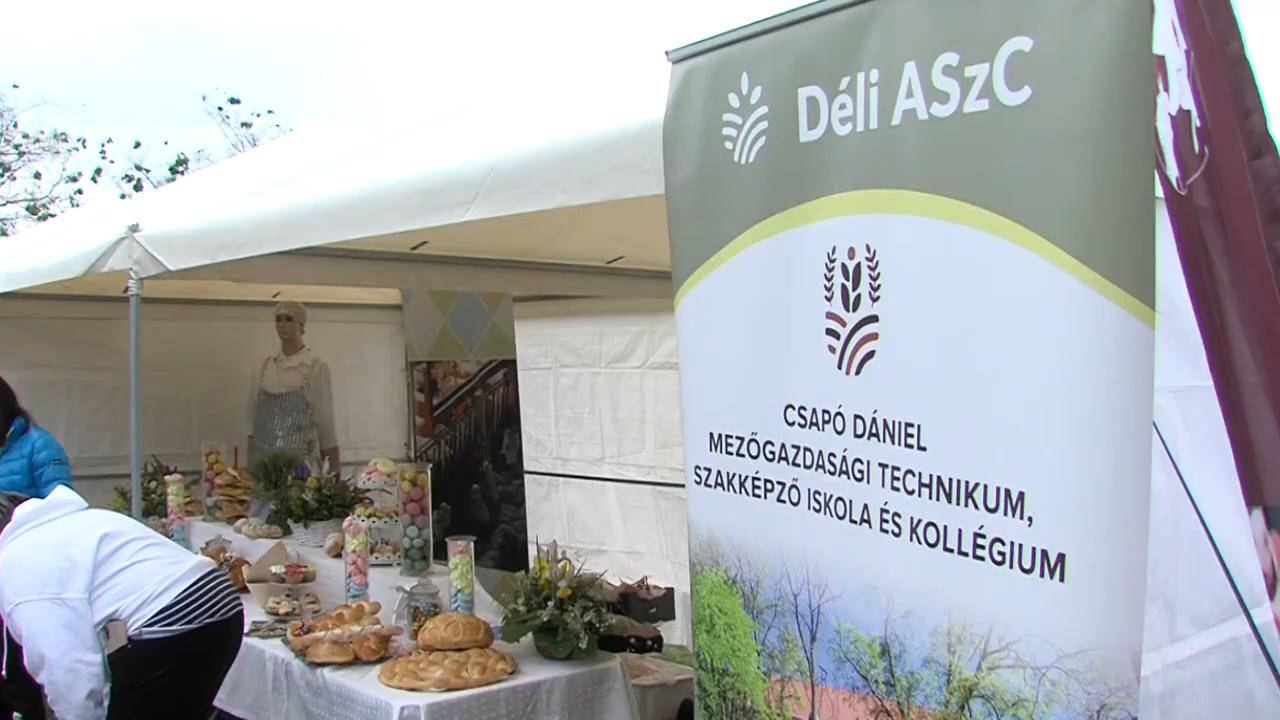 Déli ASzC
CSAPÓ DÁNIEL
MEZŐGAZDASÁGI TECHNIKUM,
SZAKKÉPZŐ ISKOLA ÉS KOLLÉGIUM